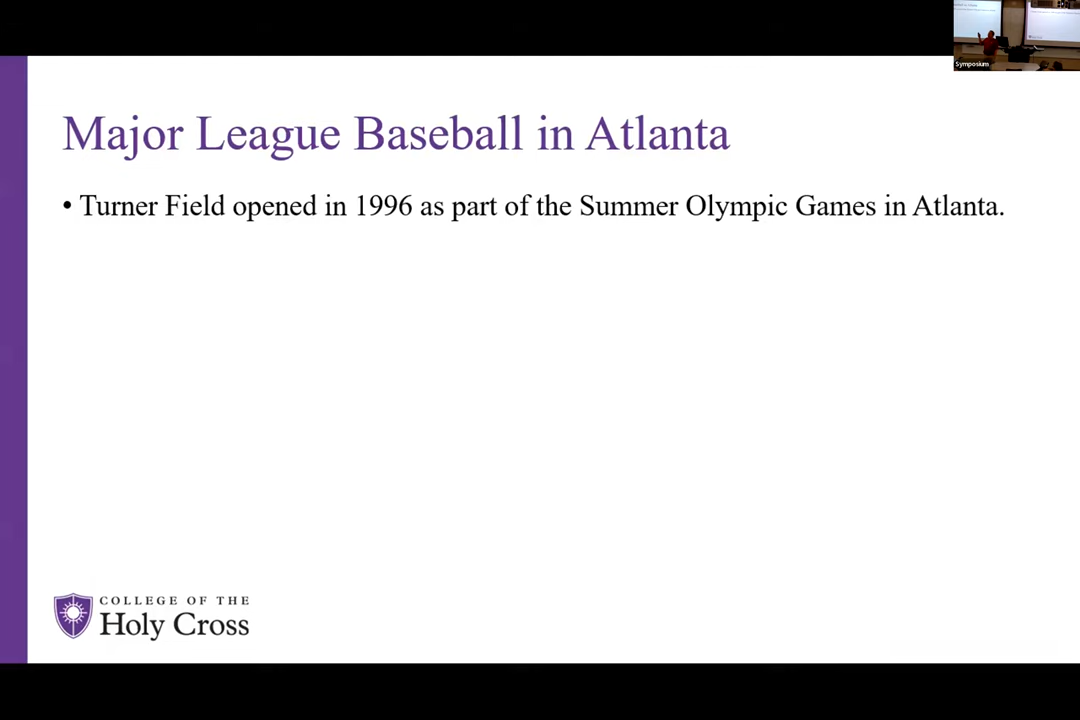 Symposium
Major League Baseball in Atlanta
• Turner Field opened in 1996 as part of the Summer Olympic Games in Atlanta.
COLLEGE OF THE
Holy Cross